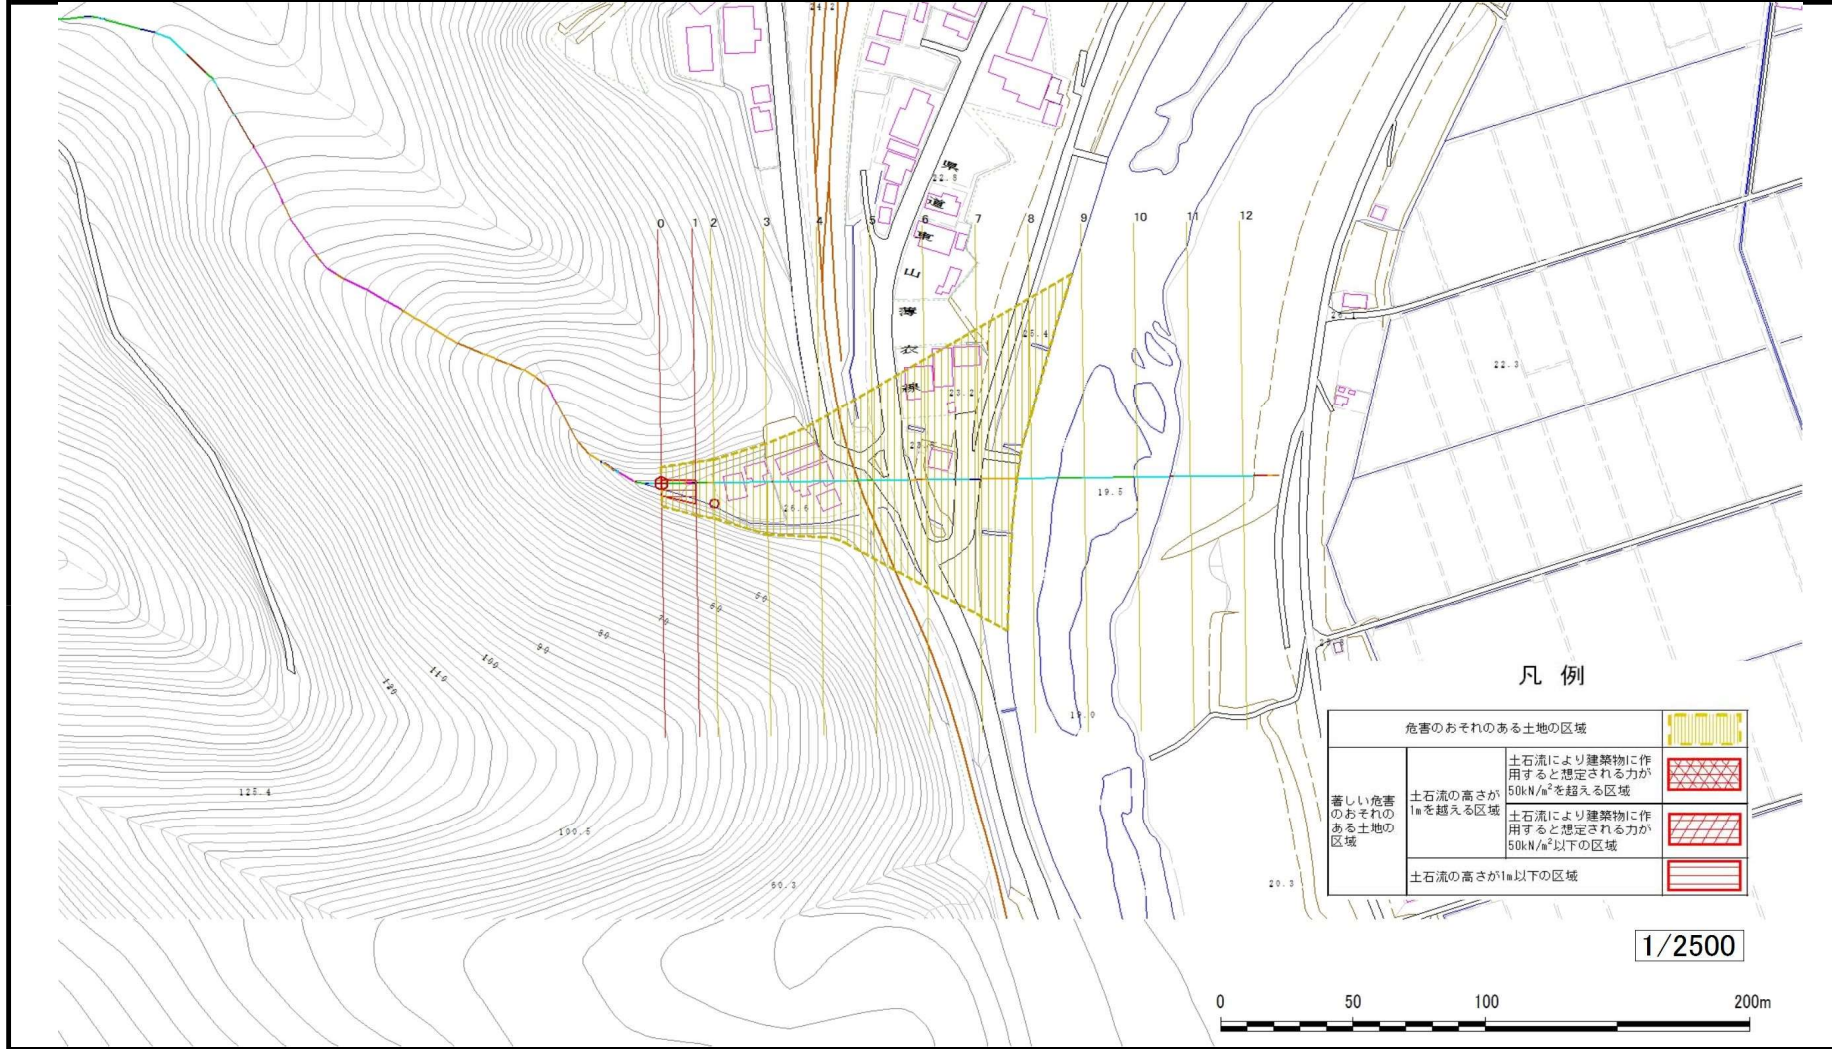 24.2
県
22.8
道
東
0 1 2 3 4 5 6 7 8 9 10 11 12
山
薄
衣
線
25.4
23.2
22.3
26.6
19.5
50
60
70
80
90
100
110
120
19.0
125.4
100.5
60.3
20.3
凡 例
危害のおそれのある土地の区域
著しい危害
のおそれの
ある土地の
区域
土石流の高さが
1mを越える区域
土石流により建築物に作
用すると想定される力が
50kN/㎡を超える区域
土石流により建築物に作
用すると想定される力が
50kN/㎡以下の区域
土石流の高さが1m以下の区域
1/2500
0 50 100 200m